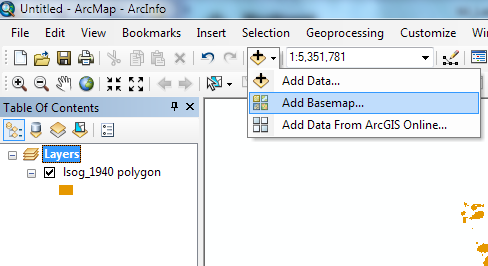 Untitled - ArcMap - ArcInfo
File Edit View Bookmarks Insert Selection Geoprocessing Customize
1:5,351,781
Add Data...
Add Basemap...
Add Data From ArcGIS Online...
Table Of Contents
Layers
lsog_1940 polygon